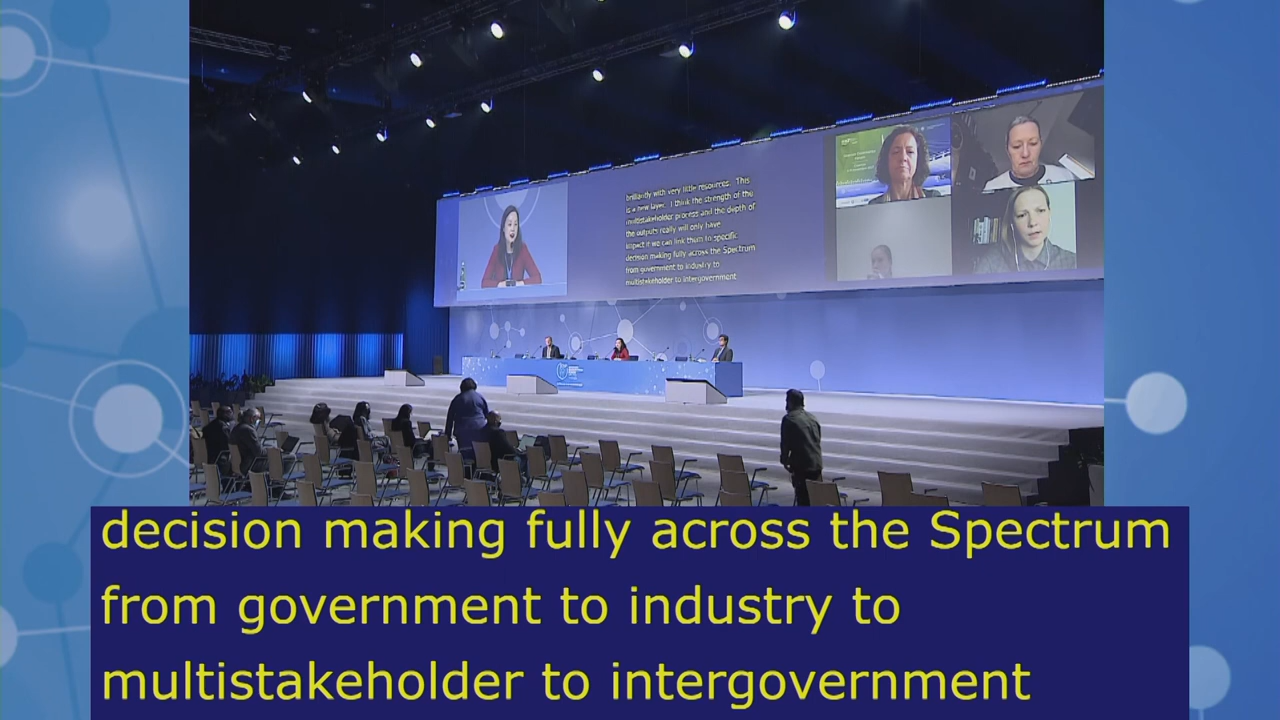 brilliantly with very little resources. This
is a new layer. I think the strength of the
multistakeholder process and the depth of
the outputs really will only have
impact if we can link them to specific
decision making fully across the Spectrum
from government to industry to
multistakeholder to intergovernment
decision making fully across the Spectrum
from government to industry to
multistakeholder to intergovernment